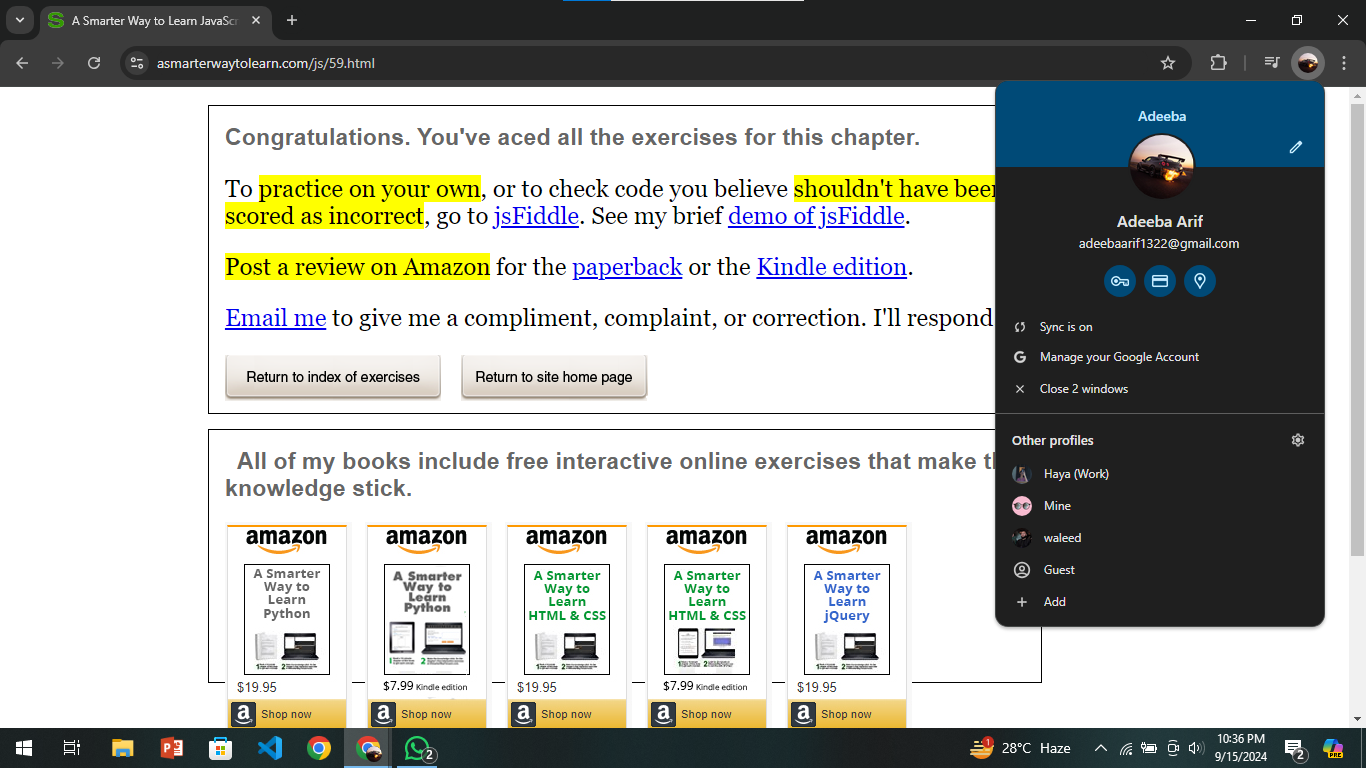 A Smarter Way to Learn JavaScr
asmarterwaytolearn.com/js/59.html
Congratulations. You've aced all the exercises for this chapter.
To practice on your own, or to check code you believe shouldn't have been
scored as incorrect, go to jsFiddle. See my brief demo of jsFiddle.
Post a review on Amazon for the paperback or the Kindle edition.
Email me to give me a compliment, complaint, or correction. I'll respond
Return to index of exercises
Return to site home page
All of my books include free interactive online exercises that make th
knowledge stick.
amazon
A Smarter
Way to
Learn
Python
$19.95
Shop now
amazon
A Smarter
Way to
Learn
Python
$7.99 Kindle edition
Shop now
amazon
A Smarter
Way to
Learn
HTML & CSS
$19.95
Shop now
amazon
A Smarter
Way to
Learn
HTML & CSS
$7.99 Kindle edition
Shop now
amazon
A Smarter
Way to
Learn
jQuery
$19.95
Shop now
Adeeba
Adeeba Arif
adeebaarif1322@gmail.com
Sync is on
Manage your Google Account
Close 2 windows
Other profiles
Haya (Work)
Mine
waleed
Guest
Add
2
1
28°C Haze
10:36 PM
9/15/2024
2
PRE